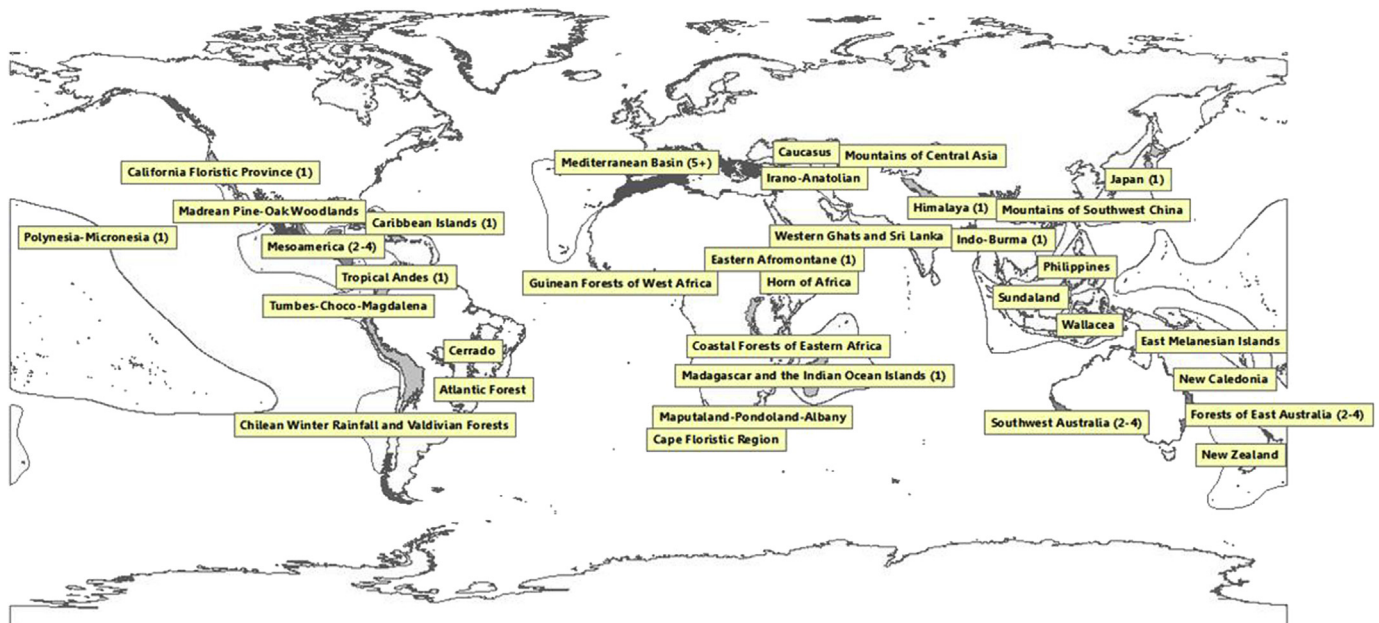 Caucasus
Mediterranean Basin (5+)
Mountains of Central Asia
California Floristic Province (1)
Irano-Anatolian
Japan (1)
Madrean Pine-Oak Woodlands
Himalaya (1)
Mountains of Southwest China
Caribbean Islands (1)
Polynesia-Micronesia (1)
Mesoamerica (2-4)
Western Ghats and Sri Lanka
Indo-Burma (1)
Eastern Afromontane (1)
Philippines
Tropical Andes (1)
Guinean Forests of West Africa
Horn of Africa
Tumbes-Choco-Magdalena
Sundaland
Wallacea
Cerrado
Coastal Forests of Eastern Africa
East Melanesian Islands
Atlantic Forest
Madagascar and the Indian Ocean Islands (1)
New Caledonia
Chilean Winter Rainfall and Valdivian Forests
Maputaland-Pondoland-Albany
Southwest Australia (2-4)
Forests of East Australia (2-4)
Cape Floristic Region
New Zealand